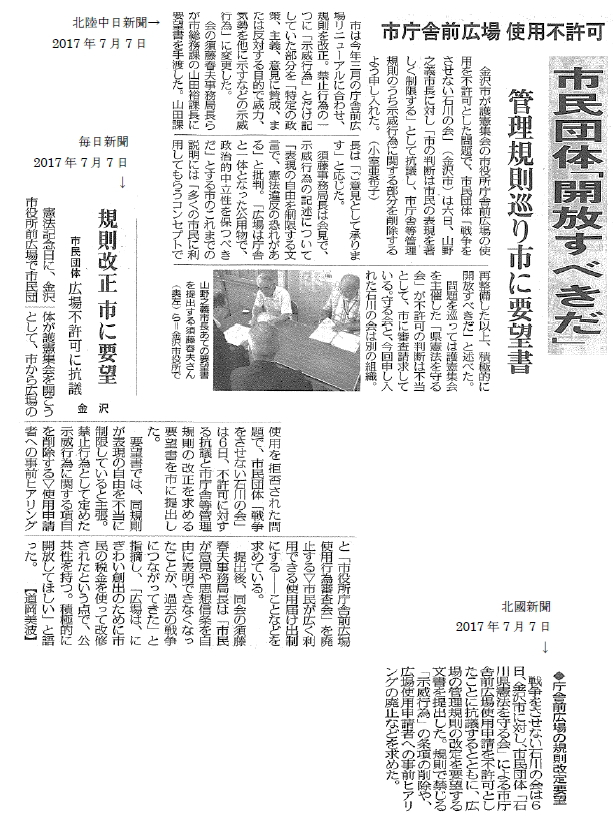 北陸中日新聞→
2017年7月7日
市庁舎前広場 使用不許可
市民団体「開放すべきだ」
管理規則巡り市に要望書
金沢市が護憲集会の市役所庁舎前広場の使
用を不許可とした問題で、市民団体「戦争を
させない石川の会」(金沢市)は六日、山野
之義市長に対し「市の判断は市民の表現を著
しく制限する」として抗議し、市庁舎等管理
規則のうち示威行為に関する部分を削除する
よう申し入れた。(小室亜希子)
市は今年三月の庁舎前広
場リニューアルに合わせ、
規則を改正。禁止行為の一
つに「示威行為」とだけ記
していた部分を「特定の政
策、主義、意見に賛成、ま
たは反対する目的で威力、
気勢を他に示すなどの示威
行為」に変更した。
会の須藤春夫事務局長ら
が市総務課の山田裕課長に
要望書を手渡した。山田課
長は「ご意見として承りま
す」と応じた。
須藤事務局長は会見で、
示威行為の記述について
「表現の自由を制限する文
言で、憲法違反の恐れがあ
る」と批判。「広場は庁舎
と一体となった公用物で、
政治的中立性を保つべき
だ」とする市のこれまでの
説明には「多くの市民に利
用してもらうコンセプトで
再整備した以上、積極的に
開放すべきだ」と述べた。
問題を巡っては護憲集会
を主催した「県憲法を守る
会」が不許可の判断は不当
として、市に審査請求して
いる。守る会と、今回申し入
れた石川の会は別の組織。
山野之義市長あての要望書
を提出する須藤春夫さん
(奥左)ら=金沢市役所で
毎日新聞
2017年7月7日
↓
規則改正 市に要望
市民団体 広場不許可に抗議
金沢
憲法記念日に、金沢
市役所前広場で市民団
体が護憲集会を開こう
として、市から広場の
使用を拒否された問
題で、市民団体「戦争
をさせない石川の会」
は6日、不許可に対す
る抗議と市庁舎等管理
規則の改正を求める
要望書を市に提出し
た。
要望書では、同規則
が表現の自由を不当に
制限していると主張。
禁止行為として定めた
示威行為に関する項目
を削除する▽使用申請
者への事前ヒアリング
と「市役所庁舎前広場
使用行為審査会」を廃
止する▽市民が広く利
用できる使用届け出制
にする――ことなどを
求めている。
提出後、同会の須藤
春夫事務局長は「市民
が意見や思想信条を自
由に表明できなくなっ
たことが、過去の戦争
につながってきた」と
指摘し、「広場は、に
ぎわい創出のために市
民の税金を使って改修
されたという点で、公
共性を持つ。積極的に
開放してほしい」と語
った。 【道岡美波】
北國新聞
2017年7月7日
↓
◆庁舎前広場の規則改定要望
戦争をさせない石川の会は6
日、金沢市に対し、市民団体「石
川県憲法を守る会」による市庁
舎前広場使用申請を不許可とし
たことに抗議するとともに、広
場の管理規則の改定を要望する
文書を提出した。規則で禁じる
「示威行為」の条項の削除や、
広場使用申請者への事前ヒアリ
ングの廃止などを求めた。